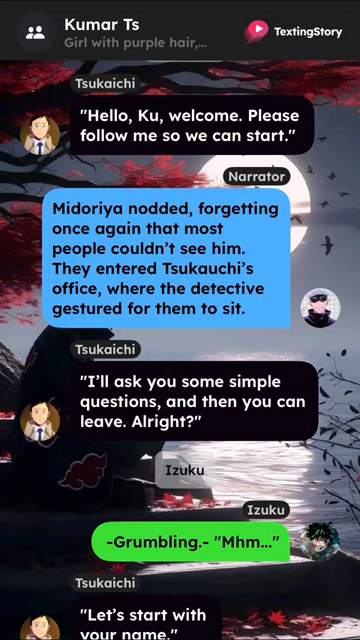 Kumar Ts
Girl with purple hair,...
TextingStory
Tsukaichi
"Hello, Ku, welcome. Please
follow me so we can start."
Narrator
Midoriya nodded, forgetting
once again that most
people couldn't see him.
They entered Tsukauchi's
office, where the detective
gestured for them to sit.
Tsukaichi
"I'll ask you some simple
questions, and then you can
leave. Alright?"
Izuku
Izuku
-Grumbling.- "Mhm..."
Tsukaichi
"Let's start with
your name."